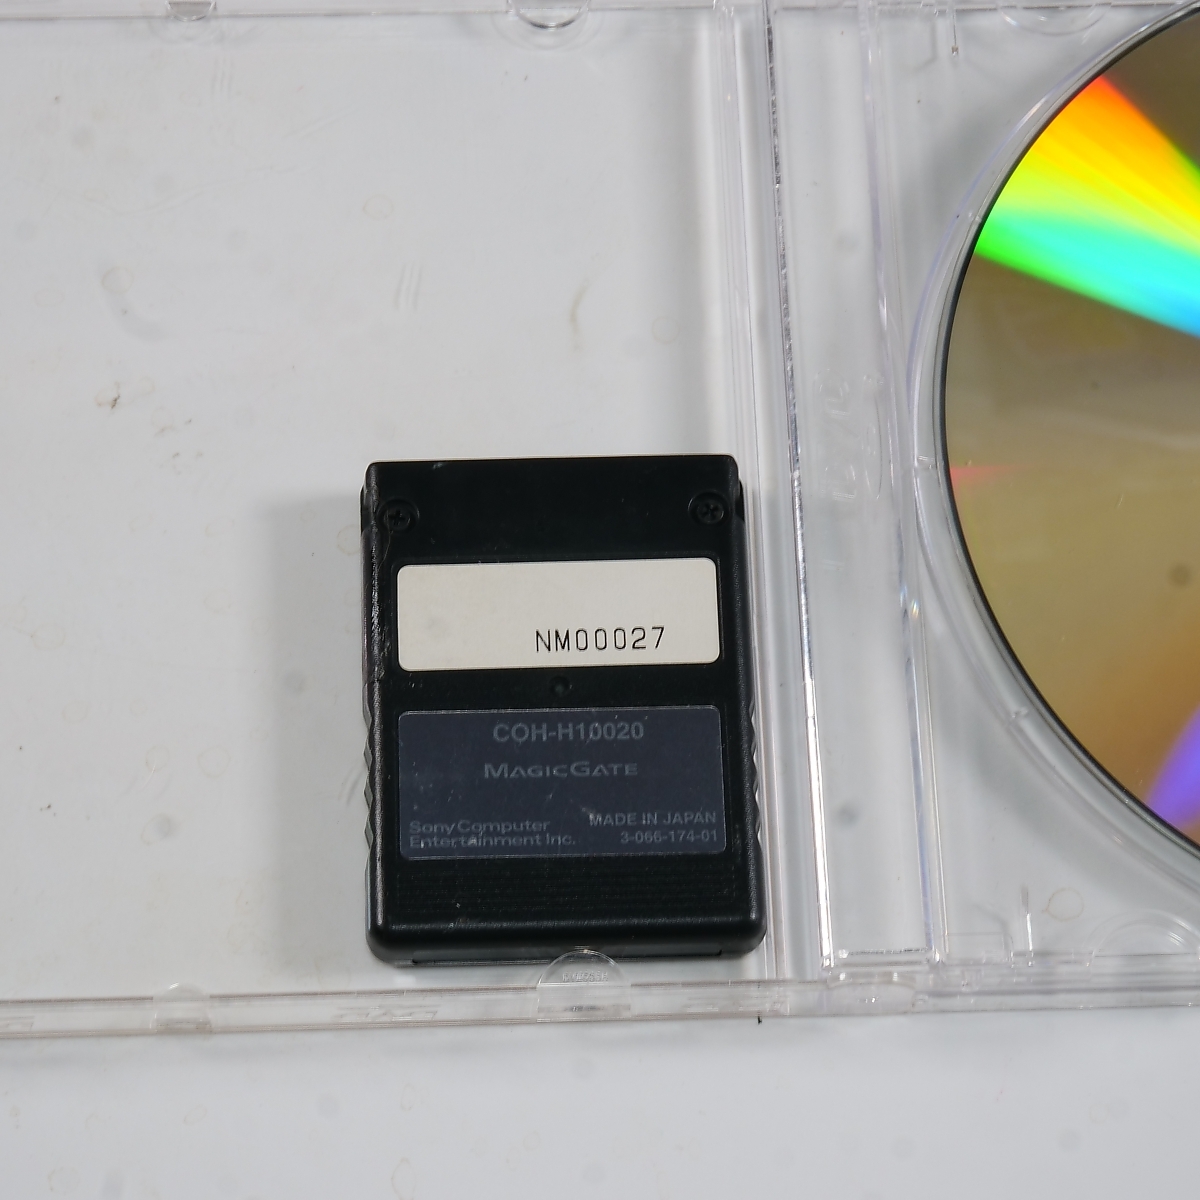 NM00027
COH-H10020
MAGICGATE
Sony Computer
Entertainment Inc.
MADE IN JAPAN
3-066-174-01